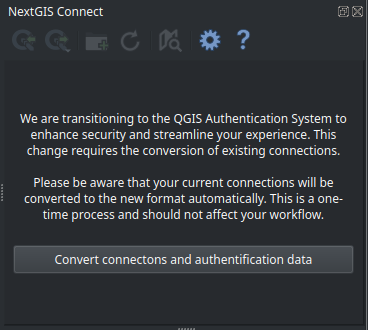 NextGIS Connect
?
We are transitioning to the QGIS Authentication System to
enhance security and streamline your experience. This
change requires the conversion of existing connections.
Please be aware that your current connections will be
converted to the new format automatically. This is a one-
time process and should not affect your workflow.
Convert connectons and authentification data